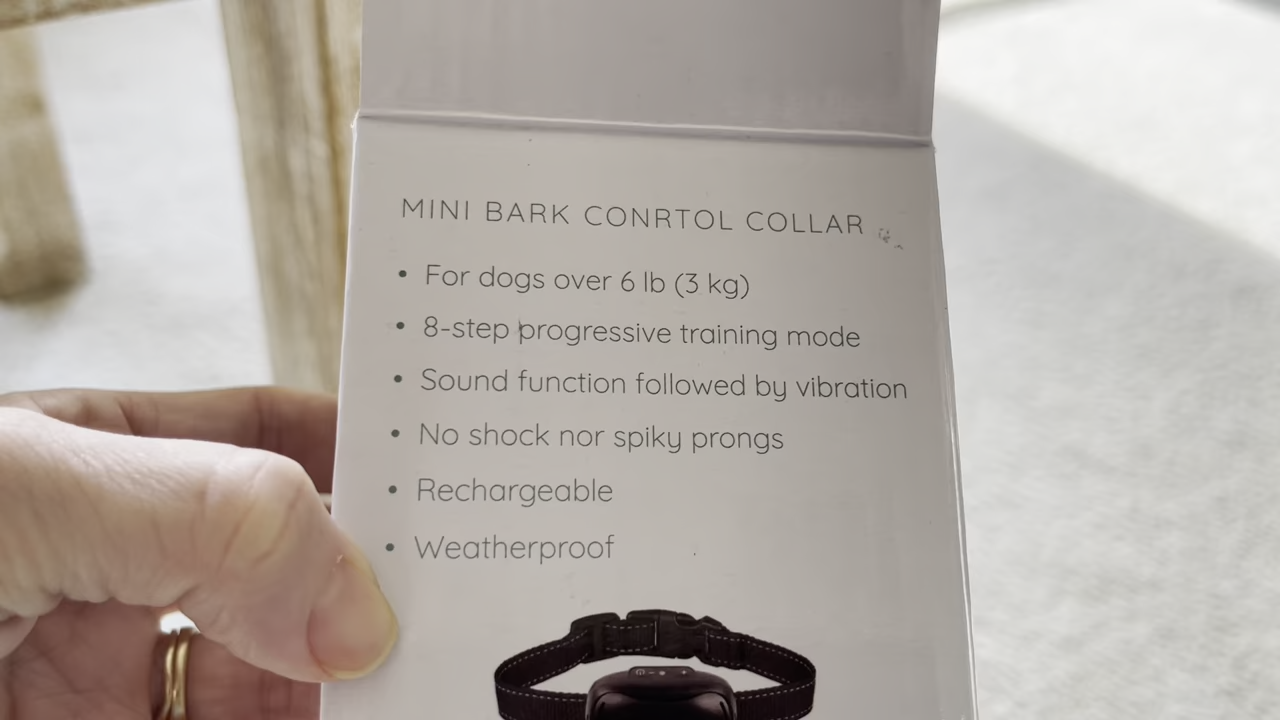 MINI BARK CONRTOL COLLAR
• For dogs over 6 lb (3 kg)
• 8-step progressive training mode
• Sound function followed by vibration
• No shock nor spiky prongs
• Rechargeable
• Weatherproof